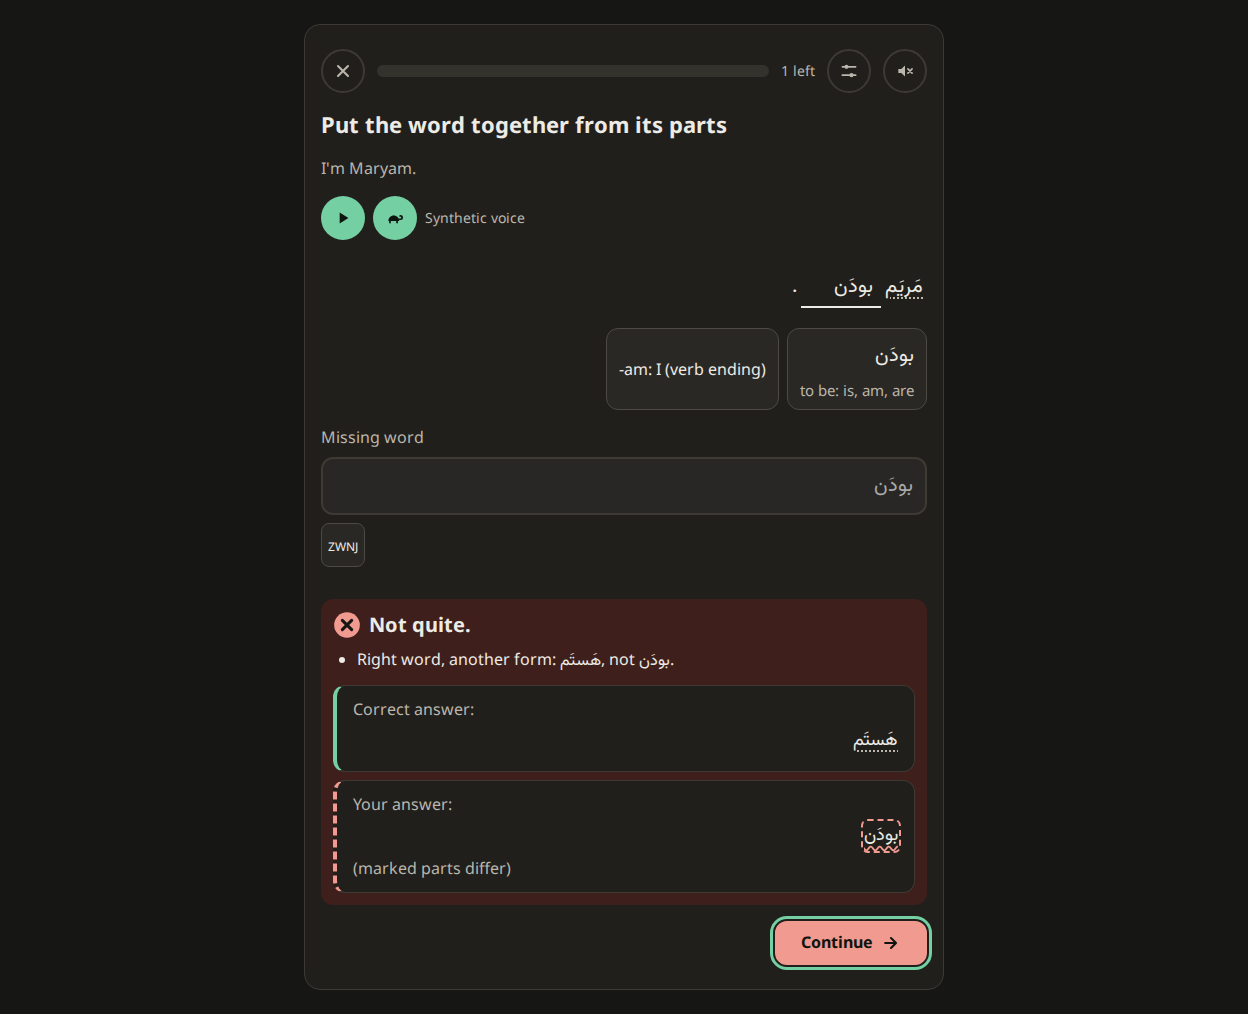 1 left
Put the word together from its parts
I'm Maryam.
Synthetic voice
مَریَم بودَن .
بودَن
to be: is, am, are
-am: I (verb ending)
Missing word
بودَن
ZWNJ
Not quite.
• Right word, another form: هَستَم, not بودَن.
Correct answer:
هَستَم
Your answer:
بودَن
(marked parts differ)
Continue →